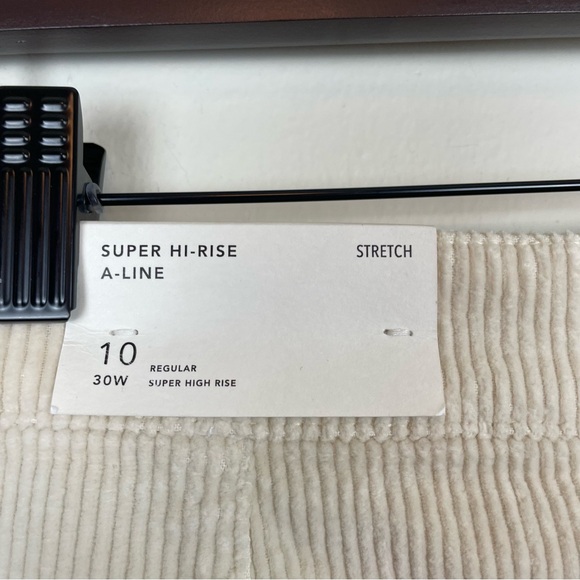 SUPER HI-RISE
A-LINE
STRETCH
10
REGULAR
30W
SUPER HIGH RISE